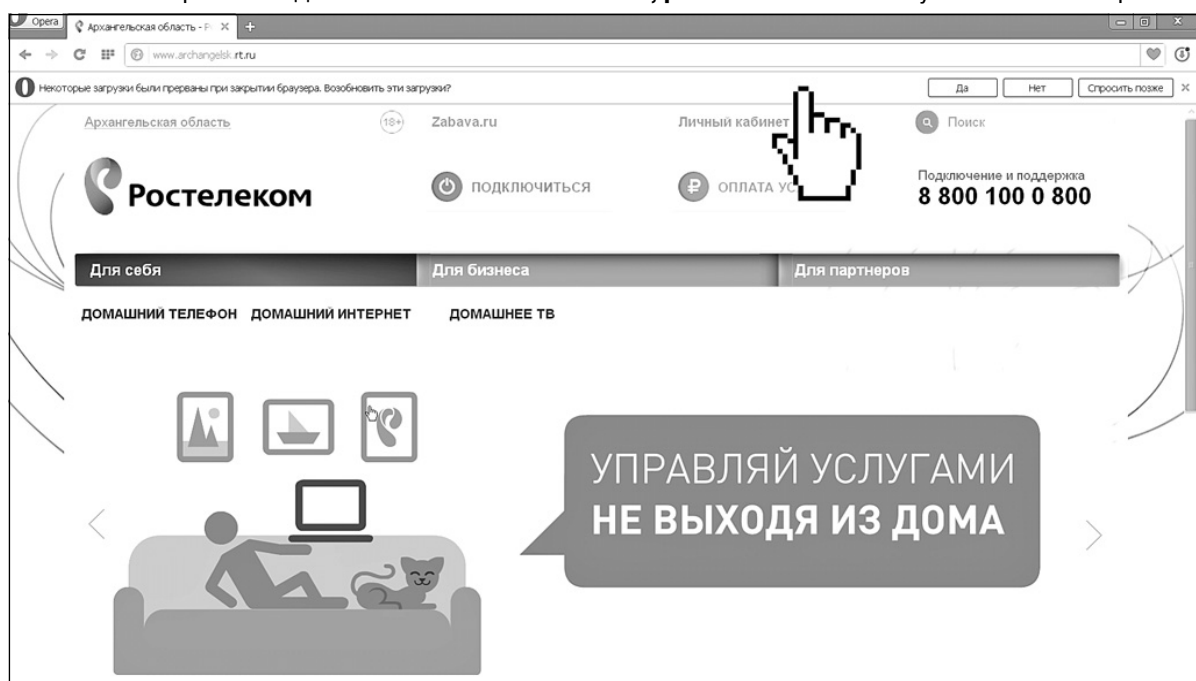 Opera
Архангельская область - Р
www.archangelsk.rt.ru
Некоторые загрузки были прерваны при закрытии браузера. Возобновить эти загрузки?
Да
Нет
Спросить позже
Архангельская область
18+
Zabava.ru
Личный кабинет
Поиск
Ростелеком
ПОДКЛЮЧИТЬСЯ
ОПЛАТА УС
Подключение и поддержка
8 800 100 0 800
Для себя
Для бизнеса
Для партнеров
ДОМАШНИЙ ТЕЛЕФОН
ДОМАШНИЙ ИНТЕРНЕТ
ДОМАШНЕЕ ТВ
УПРАВЛЯЙ УСЛУГАМИ
НЕ ВЫХОДЯ ИЗ ДОМА